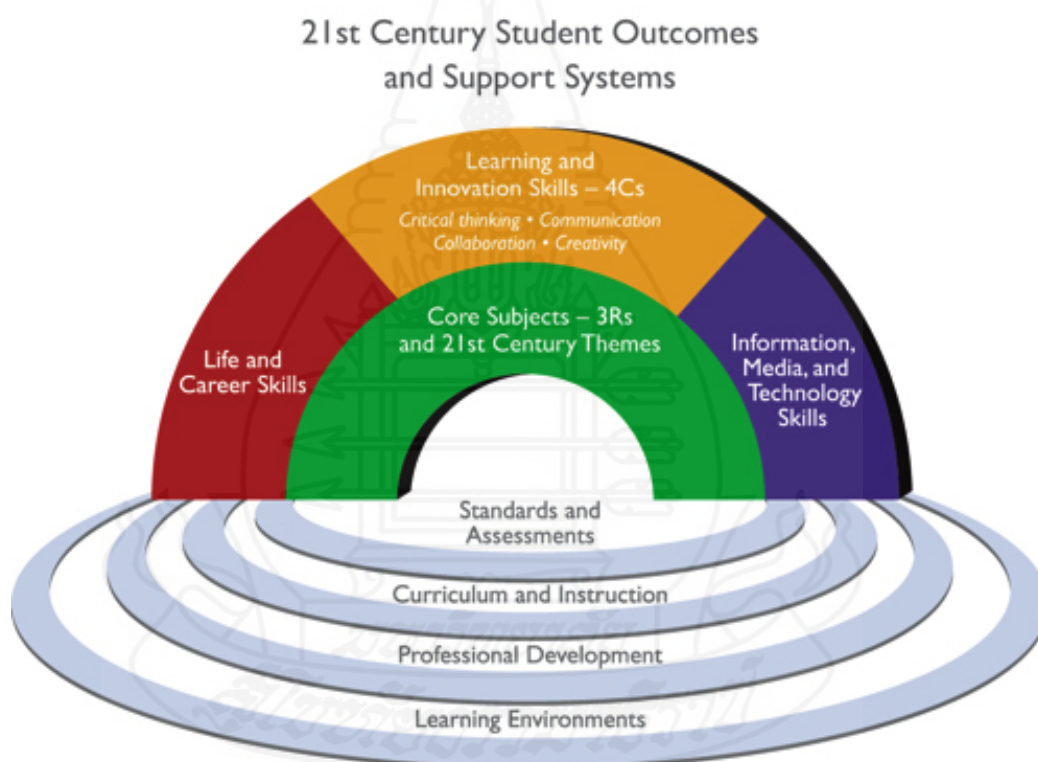 21st Century Student Outcomes
and Support Systems
Learning and
Innovation Skills – 4Cs
Critical thinking • Communication
Collaboration • Creativity
Core Subjects – 3Rs
and 21st Century Themes
Life and
Career Skills
Information,
Media, and
Technology
Skills
Standards and
Assessments
Curriculum and Instruction
Professional Development
Learning Environments